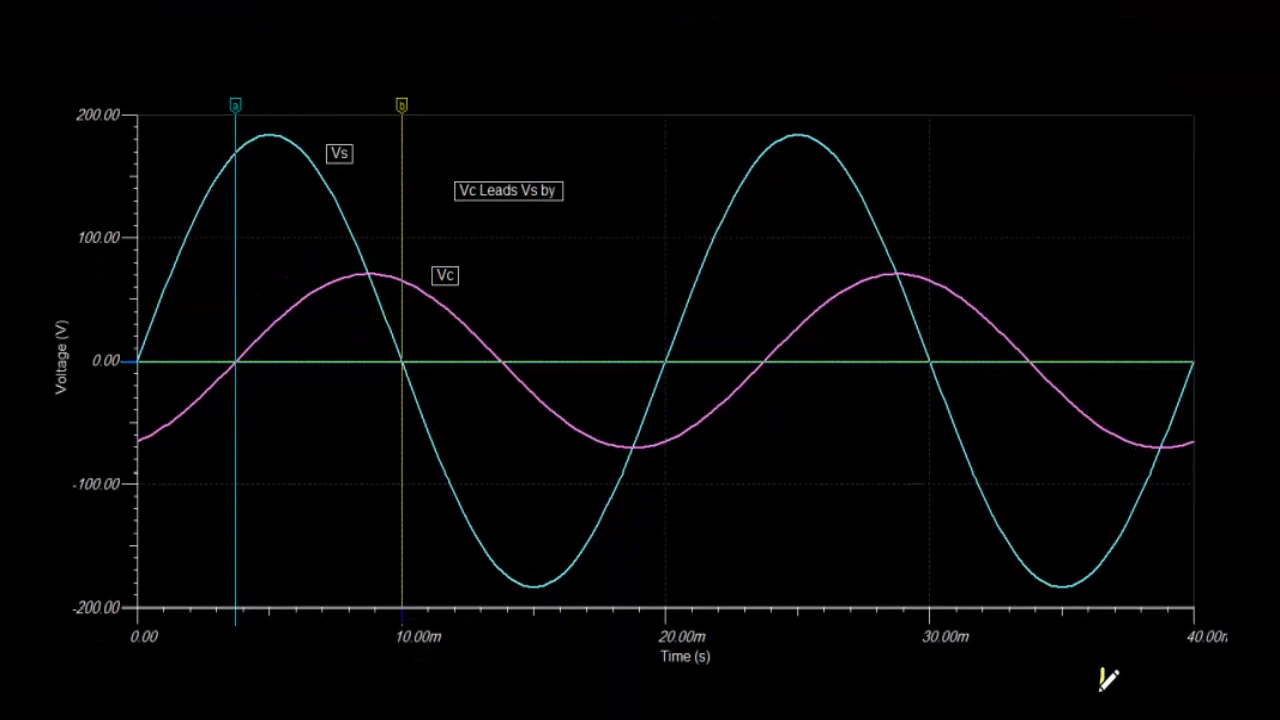 a
b
200.00
Vs
Vc Leads Vs by
100.00
Vc
0.00
Voltage (V)
-100.00
-200.00
0.00
10.00m
20.00m
30.00m
40.00m
Time (s)